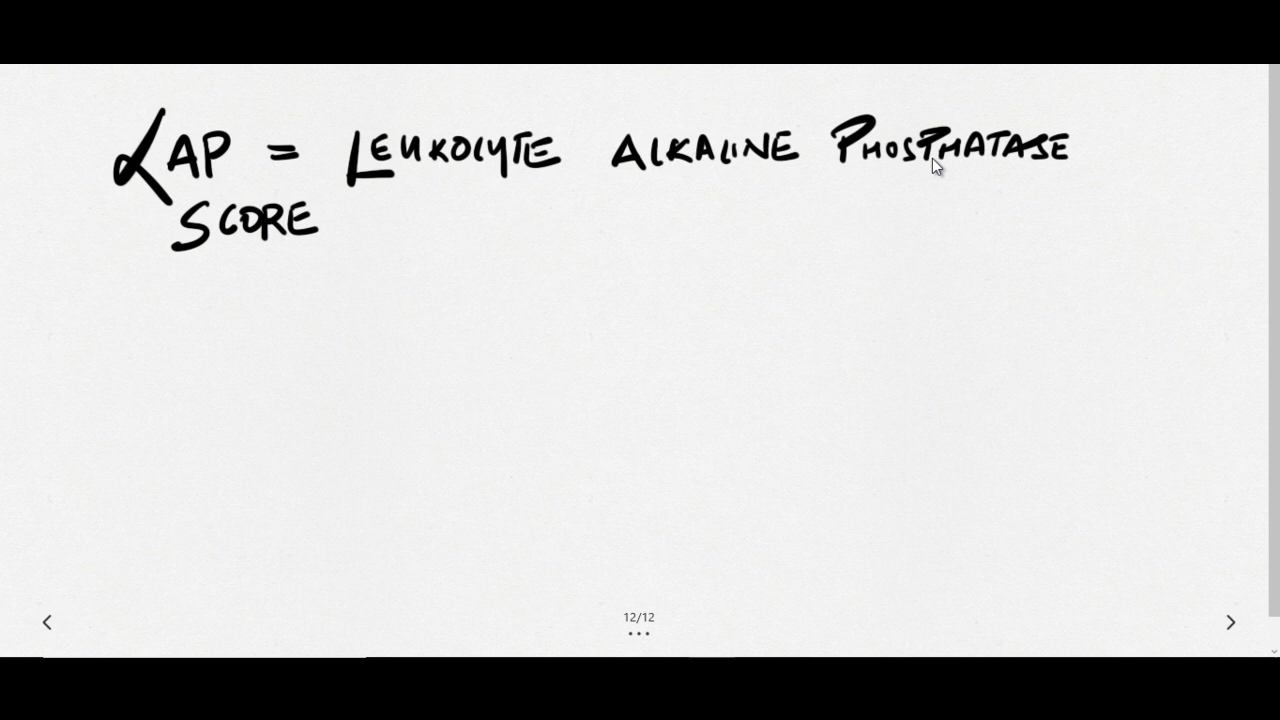 LAP = LEUKOCYTE ALKALINE PHOSPHATASE
SCORE
12/12